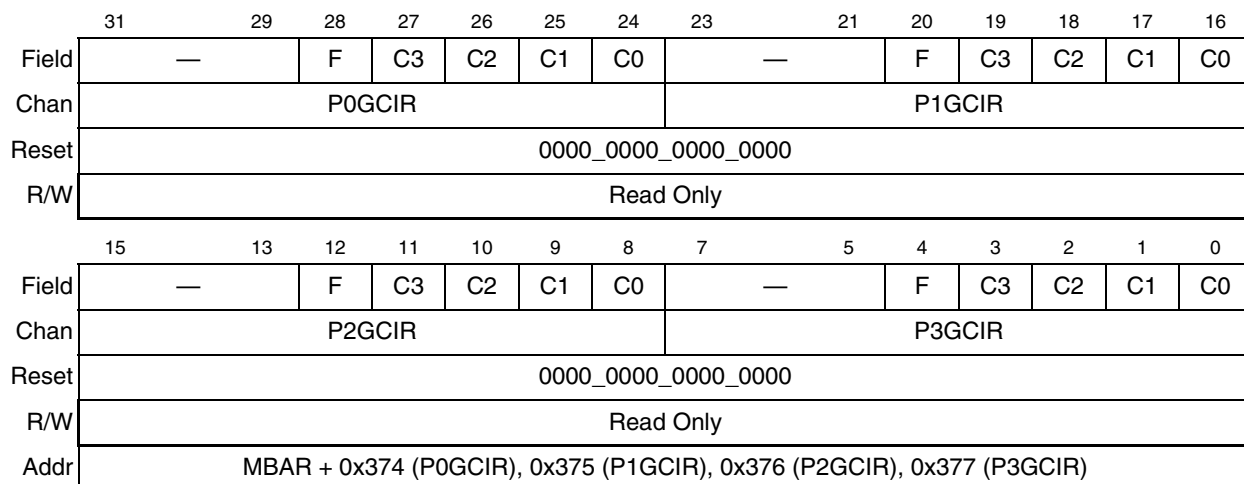 31 29 28 27 26 25 24 23 21 20 19 18 17 16
Field — F C3 C2 C1 C0 — F C3 C2 C1 C0
Chan P0GCIR P1GCIR
Reset 0000_0000_0000_0000
R/W Read Only
15 13 12 11 10 9 8 7 5 4 3 2 1 0
Field — F C3 C2 C1 C0 — F C3 C2 C1 C0
Chan P2GCIR P3GCIR
Reset 0000_0000_0000_0000
R/W Read Only
Addr MBAR + 0x374 (P0GCIR), 0x375 (P1GCIR), 0x376 (P2GCIR), 0x377 (P3GCIR)